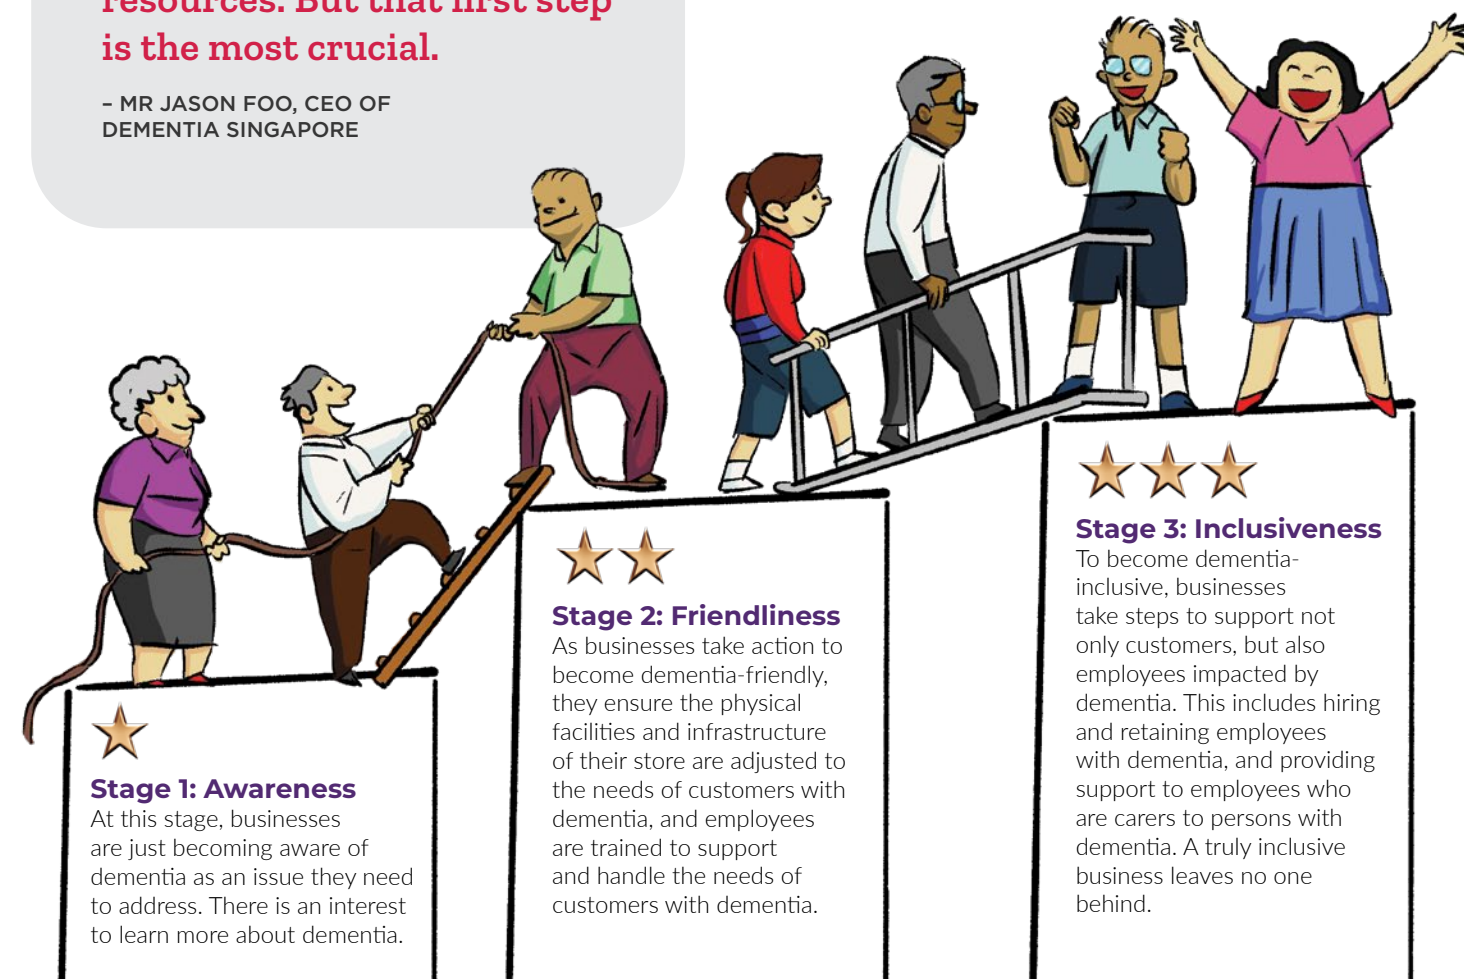 resources. But that first step
is the most crucial.
– MR JASON FOO, CEO OF
DEMENTIA SINGAPORE
Stage 1: Awareness
At this stage, businesses
are just becoming aware of
dementia as an issue they need
to address. There is an interest
to learn more about dementia.
Stage 2: Friendliness
As businesses take action to
become dementia-friendly,
they ensure the physical
facilities and infrastructure
of their store are adjusted to
the needs of customers with
dementia, and employees
are trained to support
and handle the needs of
customers with dementia.
Stage 3: Inclusiveness
To become dementia-
inclusive, businesses
take steps to support not
only customers, but also
employees impacted by
dementia. This includes hiring
and retaining employees
with dementia, and providing
support to employees who
are carers to persons with
dementia. A truly inclusive
business leaves no one
behind.